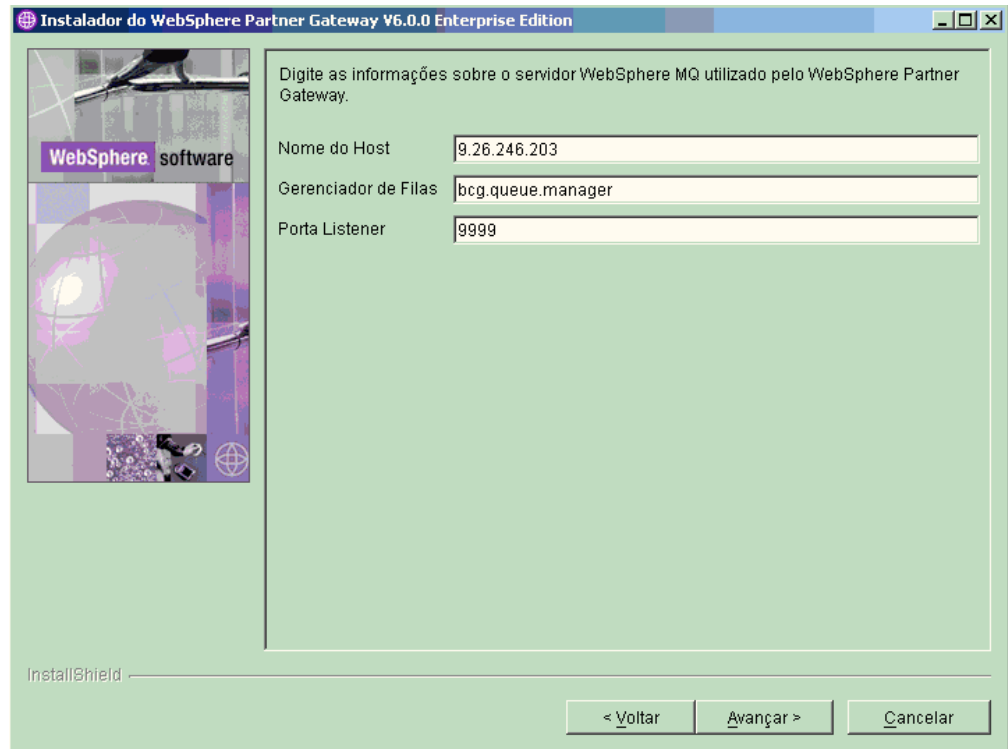 Instalador do WebSphere Partner Gateway V6.0.0 Enterprise Edition
WebSphere software
Digite as informações sobre o servidor WebSphere MQ utilizado pelo WebSphere Partner
Gateway.
Nome do Host 9.26.246.203
Gerenciador de Filas bcg.queue.manager
Porta Listener 9999
InstallShield
< Voltar Avançar > Cancelar